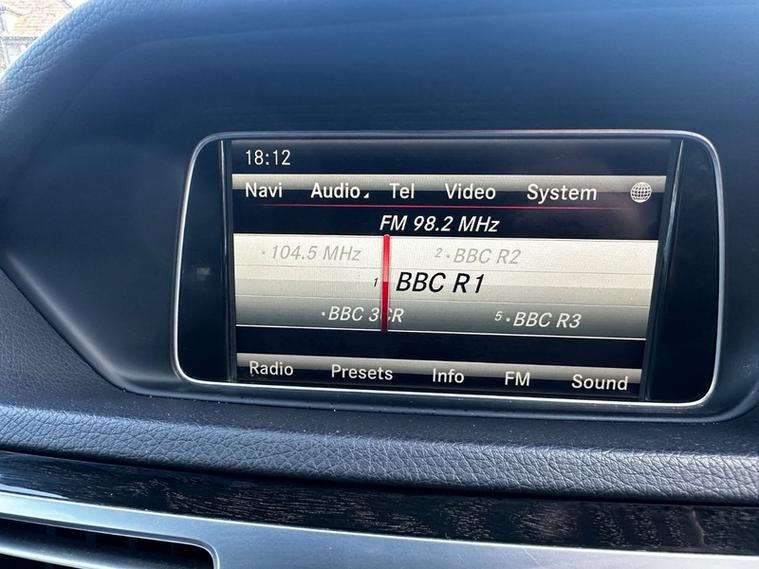 18:12
Navi Audio Tel Video System
FM 98.2 MHz
• 104.5 MHz 2 • BBC R2
1 BBC R1
• BBC 3CR 5 • BBC R3
Radio Presets Info FM Sound